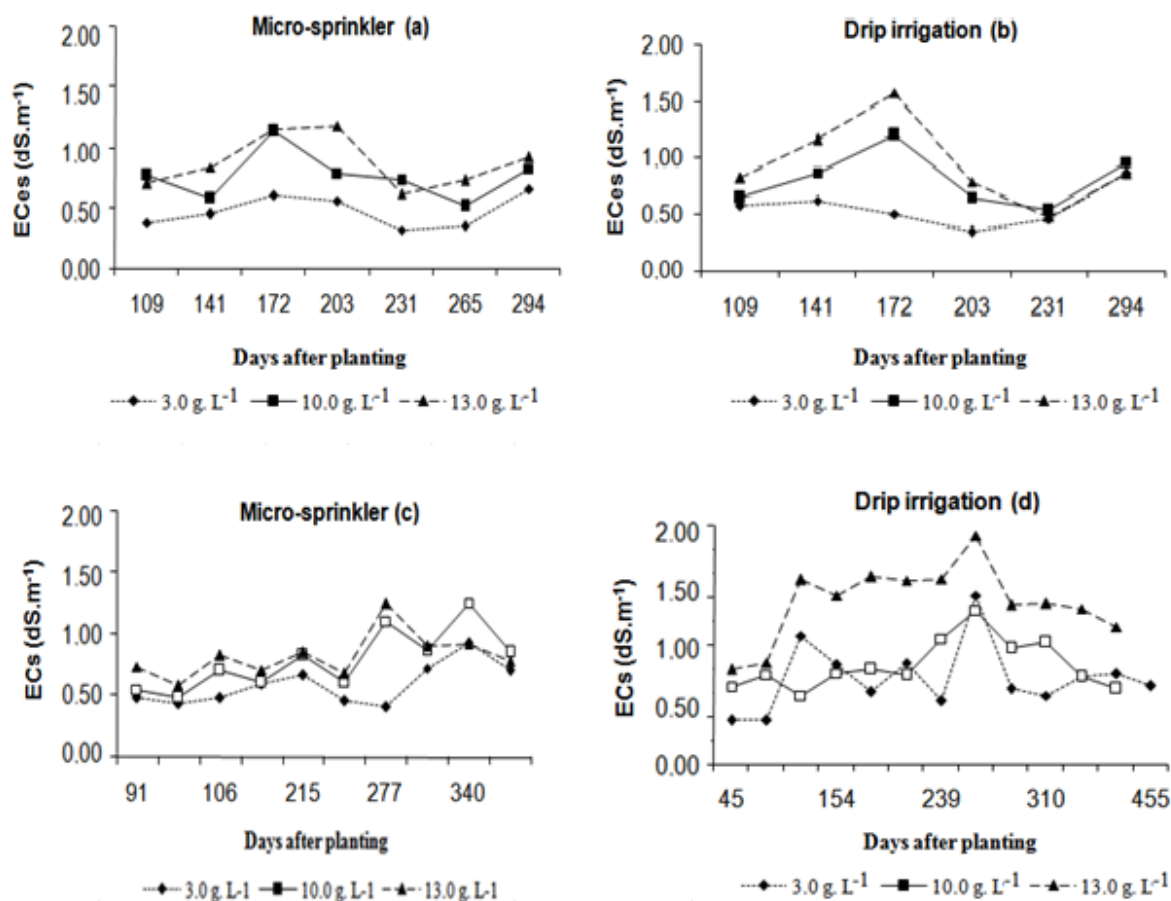 Micro-sprinkler (a)
2.00
1.50
1.00
0.50
0.00
ECes (dS.m⁻¹)
109 141 172 203 231 265 294
Days after planting
3.0 g. L⁻¹ 10.0 g. L⁻¹ 13.0 g. L⁻¹
Drip irrigation (b)
2.00
1.50
1.00
0.50
0.00
ECes (dS.m⁻¹)
109 141 172 203 231 294
Days after planting
3.0 g. L⁻¹ 10.0 g. L⁻¹ 13.0 g. L⁻¹
Micro-sprinkler (c)
2.00
1.50
1.00
0.50
0.00
ECs (dS.m⁻¹)
91 106 215 277 340
Days after planting
3.0 g. L-1 10.0 g. L-1 13.0 g. L-1
Drip irrigation (d)
2.00
1.50
1.00
0.50
0.00
ECs (dS.m⁻¹)
45 154 239 310 455
Days after planting
3.0 g. L⁻¹ 10.0 g. L⁻¹ 13.0 g. L⁻¹